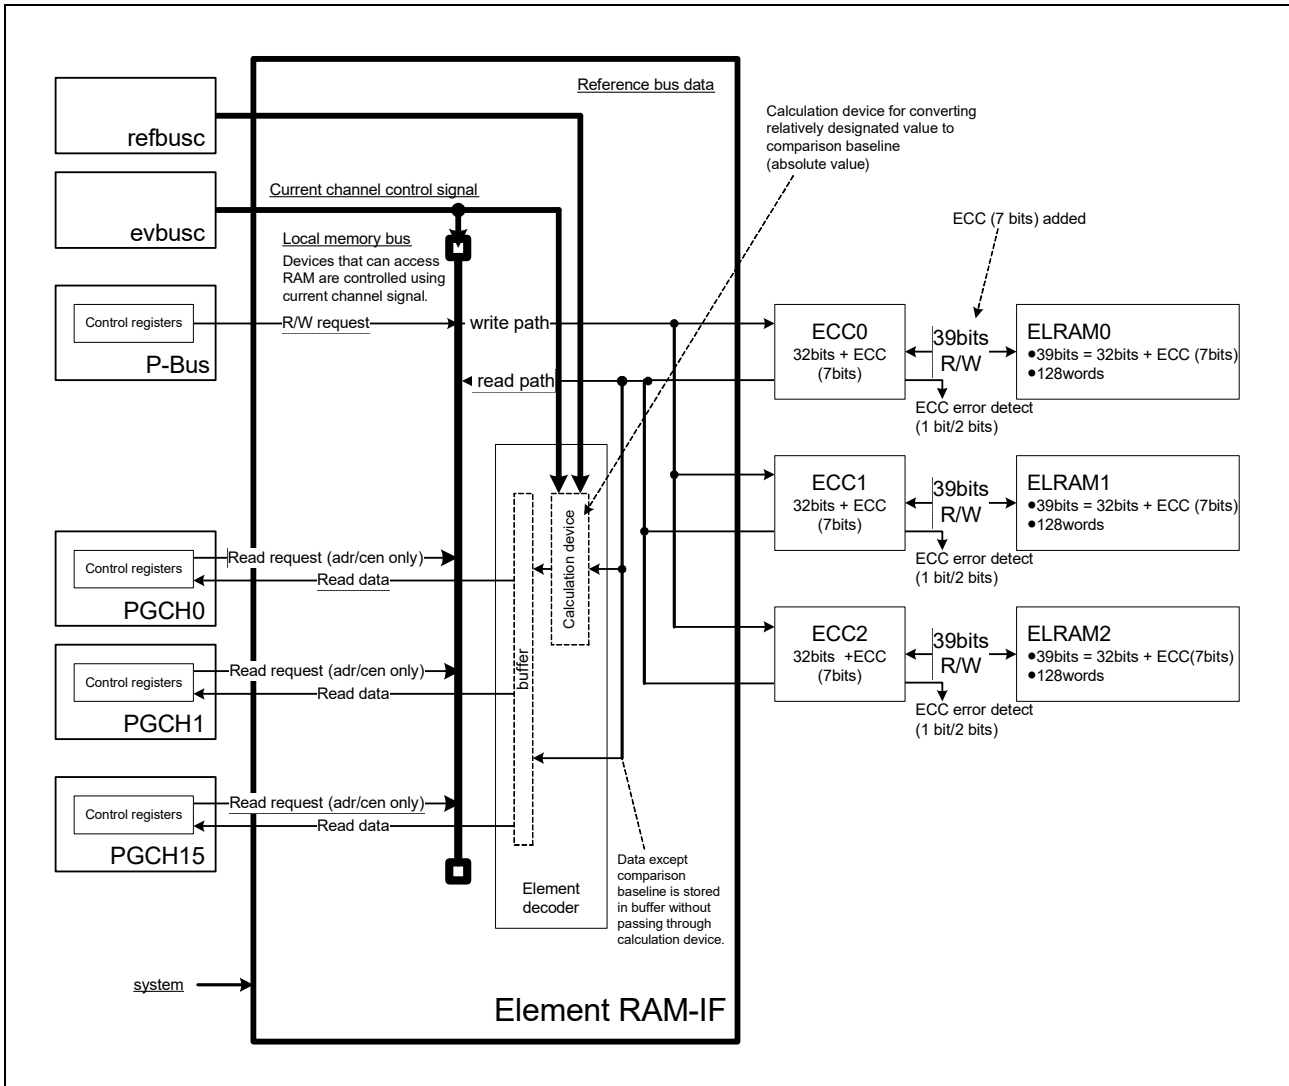 Reference bus data
refbusc
Calculation device for converting
relatively designated value to
comparison baseline
(absolute value)
Current channel control signal
evbusc
ECC (7 bits) added
Local memory bus
Devices that can access
RAM are controlled using
current channel signal.
Control registers
P-Bus
R/W request
write path
read path
ECC0
32bits + ECC
(7bits)
39bits
R/W
ELRAM0
●39bits = 32bits + ECC (7bits)
●128words
ECC error detect
(1 bit/2 bits)
ECC1
32bits + ECC
(7bits)
39bits
R/W
ELRAM1
●39bits = 32bits + ECC (7bits)
●128words
ECC error detect
(1 bit/2 bits)
Calculation device
buffer
Control registers
PGCH0
Read request (adr/cen only)
Read data
ECC2
32bits +ECC
(7bits)
39bits
R/W
ELRAM2
●39bits = 32bits + ECC(7bits)
●128words
ECC error detect
(1 bit/2 bits)
Control registers
PGCH1
Read request (adr/cen only)
Read data
Control registers
PGCH15
Read request (adr/cen only)
Read data
Element
decoder
Data except
comparison
baseline is stored
in buffer without
passing through
calculation device.
system
Element RAM-IF